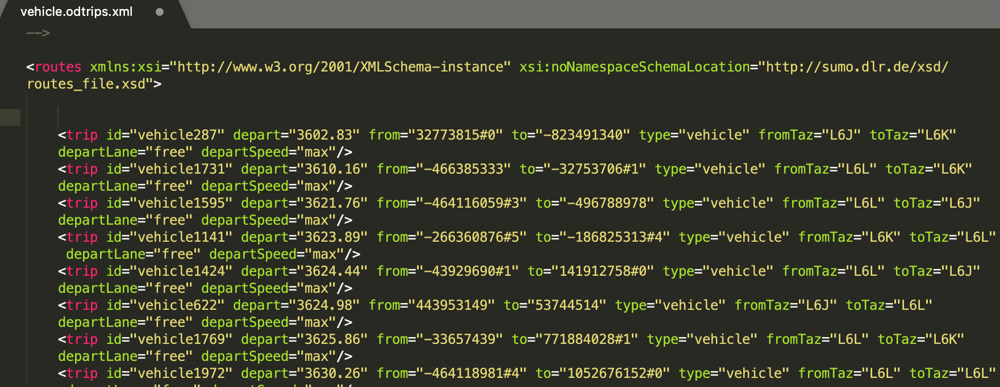 vehicle.odtrips.xml
-->
<routes xmlns:xsi="http://www.w3.org/2001/XMLSchema-instance" xsi:noNamespaceSchemaLocation="http://sumo.dlr.de/xsd/
routes_file.xsd">
<trip id="vehicle287" depart="3602.83" from="32773815#0" to="-823491340" type="vehicle" fromTaz="L6J" toTaz="L6K"
departLane="free" departSpeed="max"/>
<trip id="vehicle1731" depart="3610.16" from="-466385333" to="-32753706#1" type="vehicle" fromTaz="L6L" toTaz="L6K"
departLane="free" departSpeed="max"/>
<trip id="vehicle1595" depart="3621.76" from="-464116059#3" to="-496788978" type="vehicle" fromTaz="L6L" toTaz="L6J"
departLane="free" departSpeed="max"/>
<trip id="vehicle1141" depart="3623.89" from="-266360876#5" to="-186825313#4" type="vehicle" fromTaz="L6K" toTaz="L6L"
departLane="free" departSpeed="max"/>
<trip id="vehicle1424" depart="3624.44" from="-43929690#1" to="141912758#0" type="vehicle" fromTaz="L6L" toTaz="L6J"
departLane="free" departSpeed="max"/>
<trip id="vehicle622" depart="3624.98" from="443953149" to="53744514" type="vehicle" fromTaz="L6J" toTaz="L6L"
departLane="free" departSpeed="max"/>
<trip id="vehicle1769" depart="3625.86" from="-33657439" to="771884028#1" type="vehicle" fromTaz="L6L" toTaz="L6K"
departLane="free" departSpeed="max"/>
<trip id="vehicle1972" depart="3630.26" from="-464118981#4" to="1052676152#0" type="vehicle" fromTaz="L6L" toTaz="L6L"